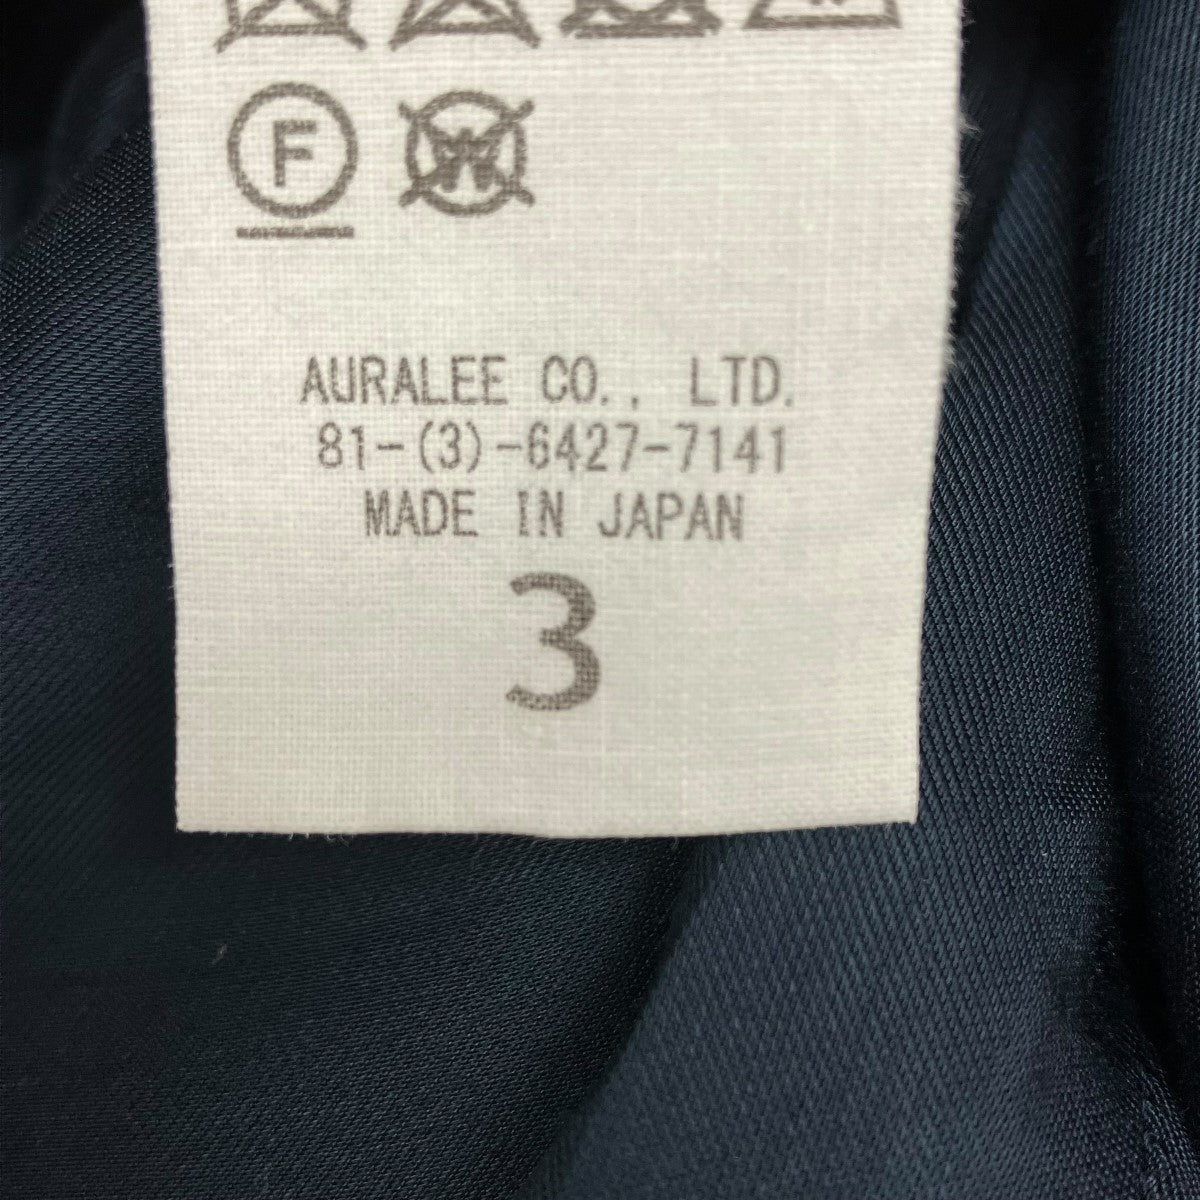 F
W
AURALEE CO., LTD.
81-(3)-6427-7141
MADE IN JAPAN
3